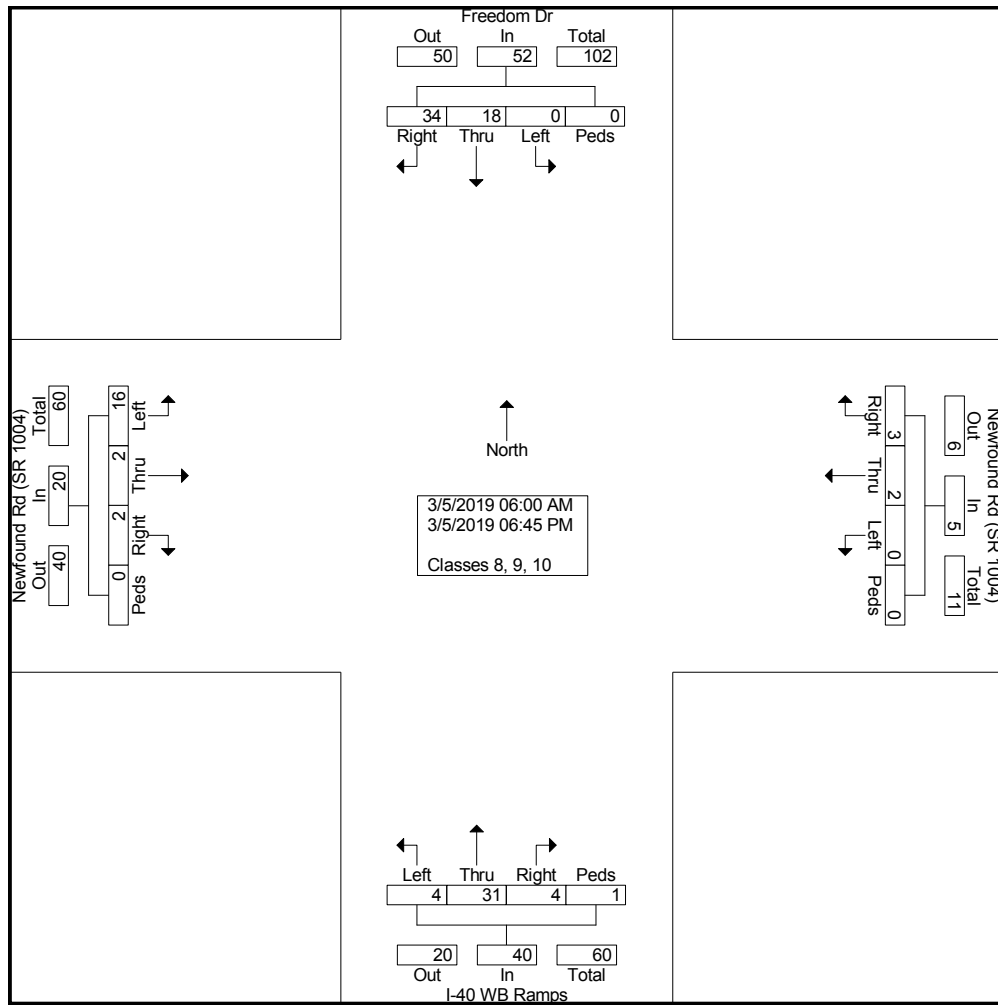 Freedom Dr
Out In Total
50 52 102
34 18 0 0
Right Thru Left Peds
Newfound Rd (SR 1004)
Out In Total
40 20 60
Left Thru Right Peds
16 2 2 0
North
3/5/2019 06:00 AM
3/5/2019 06:45 PM
Classes 8, 9, 10
Right Thru Left Peds
3 2 0 0
Out In Total
6 5 11
Newfound Rd (SR 1004)
Left Thru Right Peds
4 31 4 1
20 40 60
Out In Total
I-40 WB Ramps